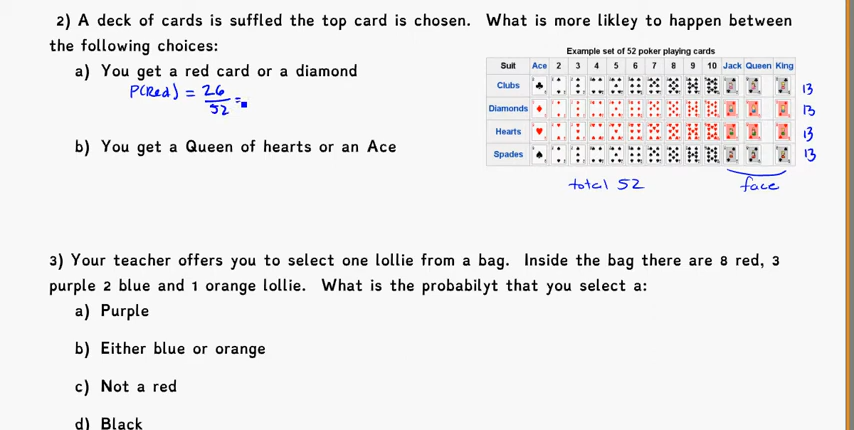 2) A deck of cards is suffled the top card is chosen. What is more likley to happen between
the following choices:
a) You get a red card or a diamond
P(Red) = 26/52 =
b) You get a Queen of hearts or an Ace
Example set of 52 poker playing cards
Suit Ace 2 3 4 5 6 7 8 9 10 Jack Queen King
Clubs 13
Diamonds 13
Hearts 13
Spades 13
total 52 face
3) Your teacher offers you to select one lollie from a bag. Inside the bag there are 8 red, 3
purple 2 blue and 1 orange lollie. What is the probabilyt that you select a:
a) Purple
b) Either blue or orange
c) Not a red
d) Black